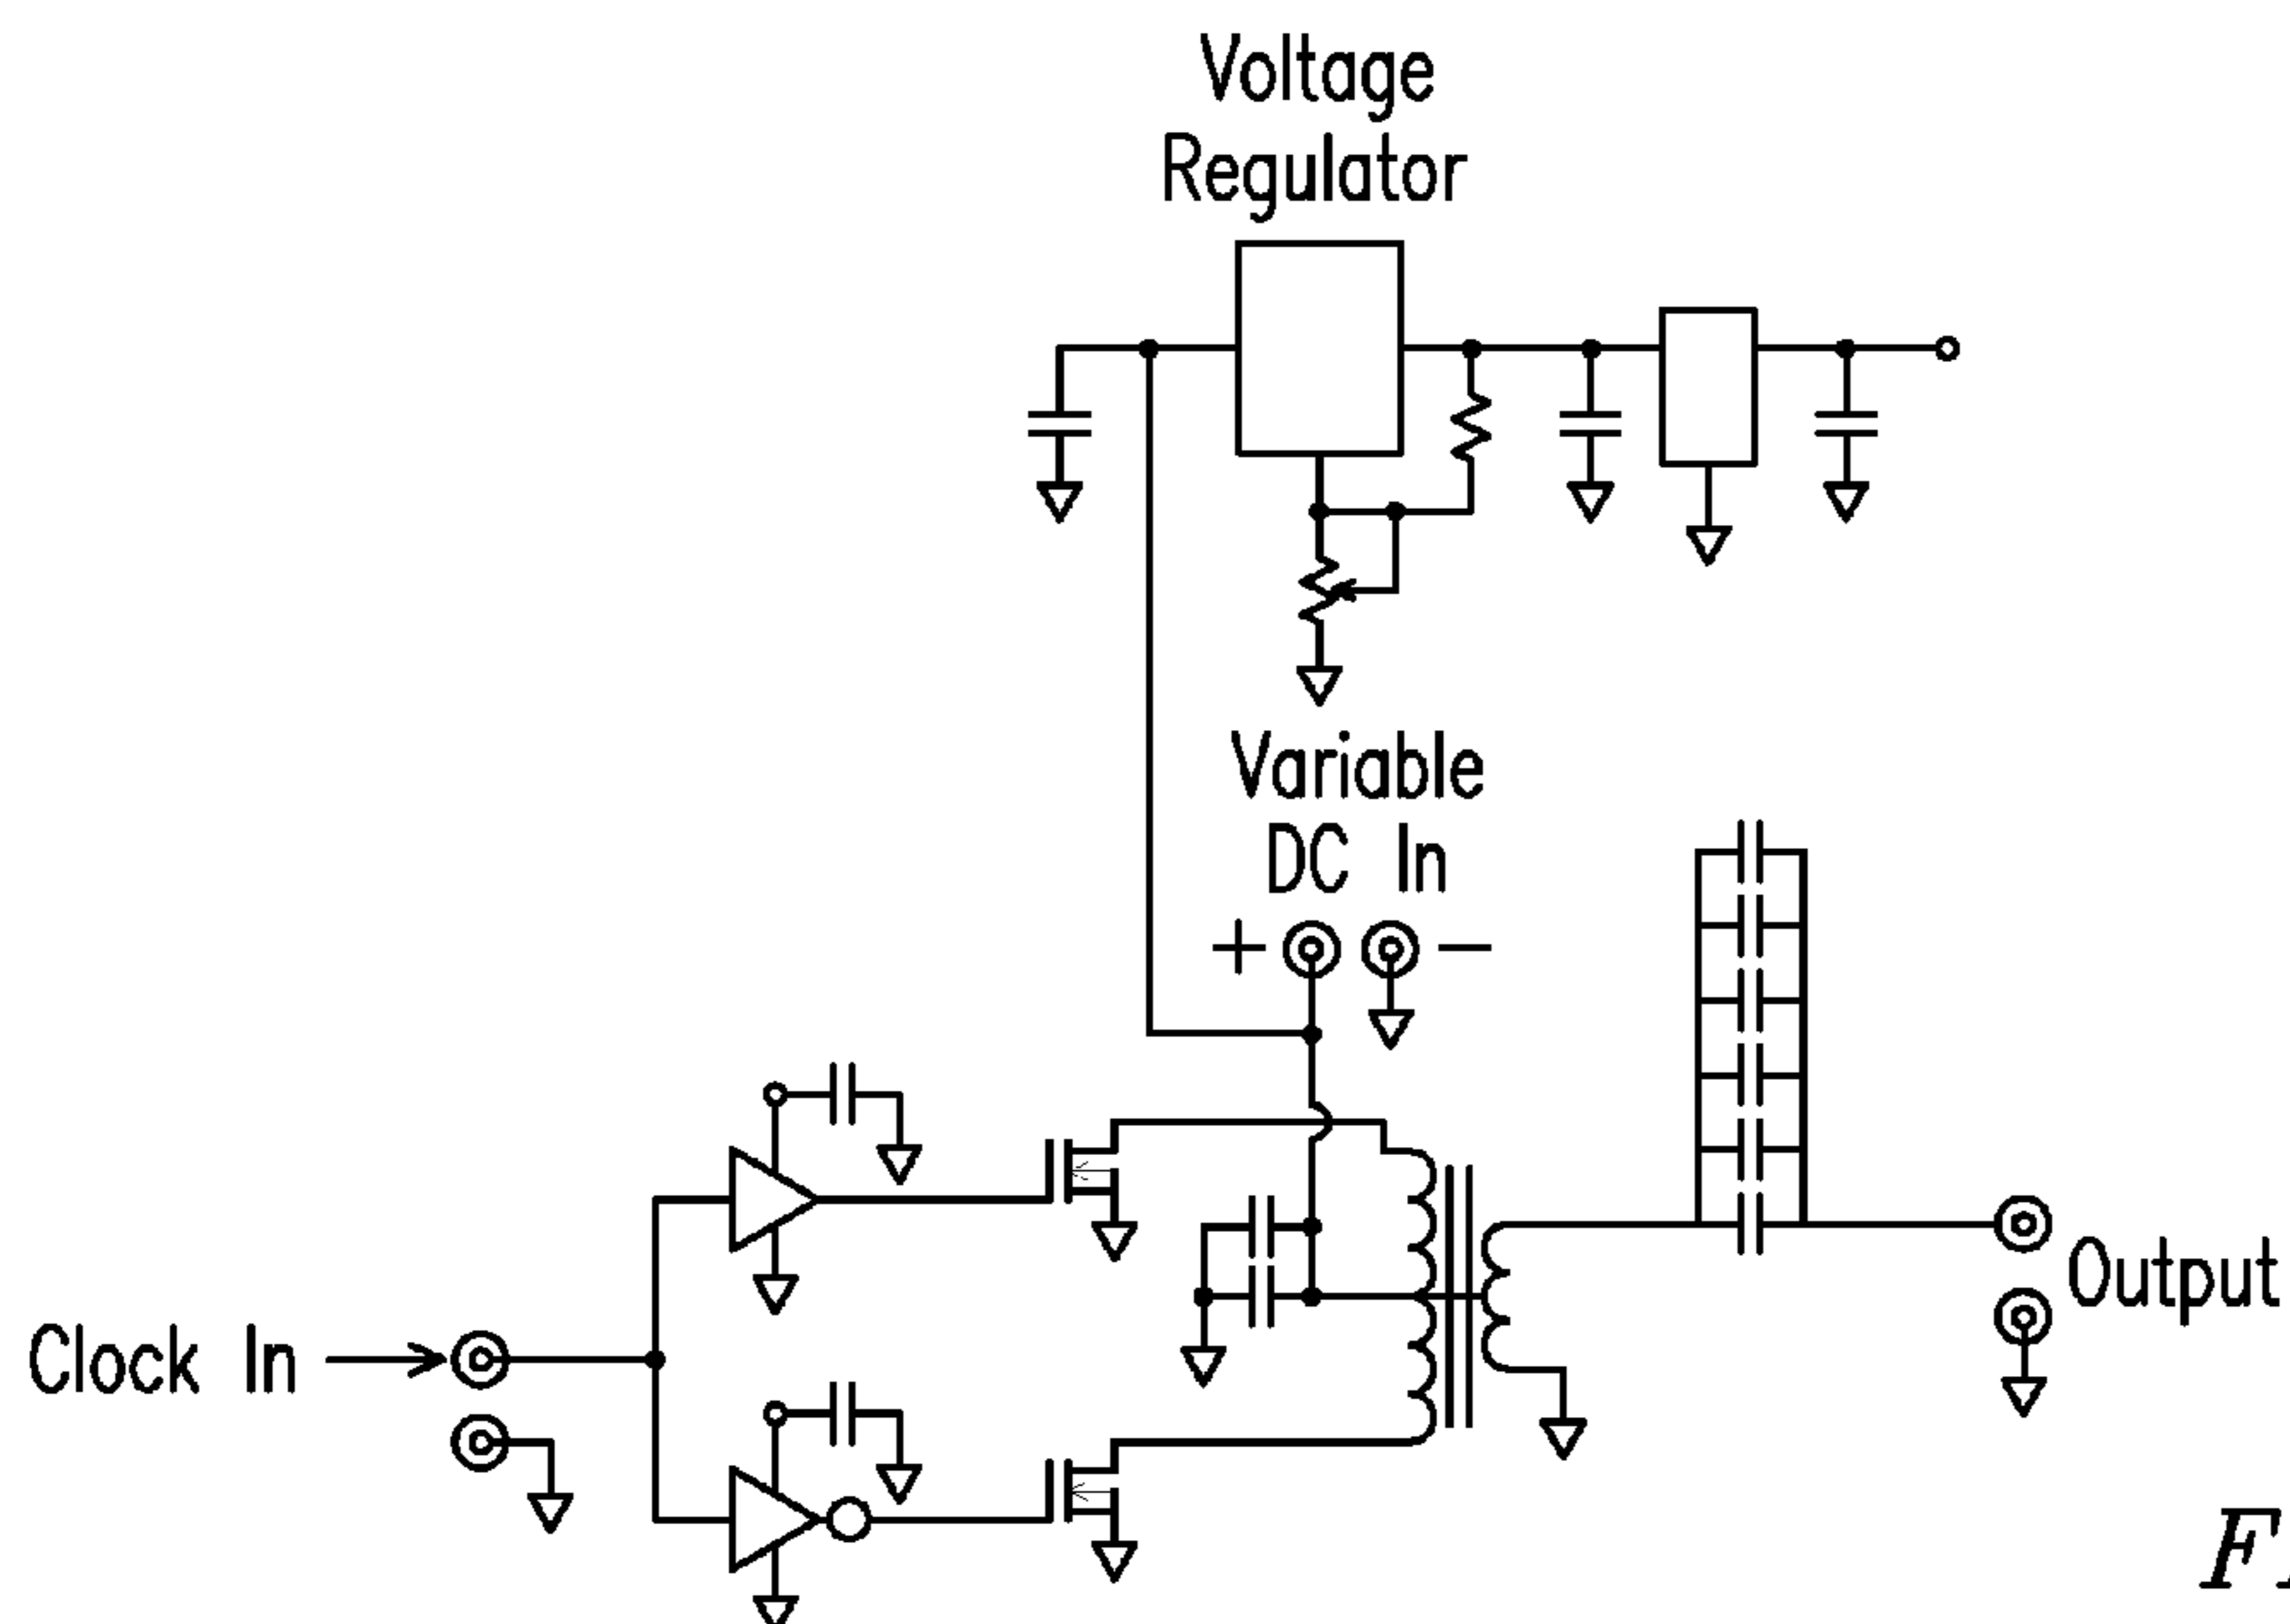 Voltage
Regulator
Variable
DC In
+ −
Clock In
Output